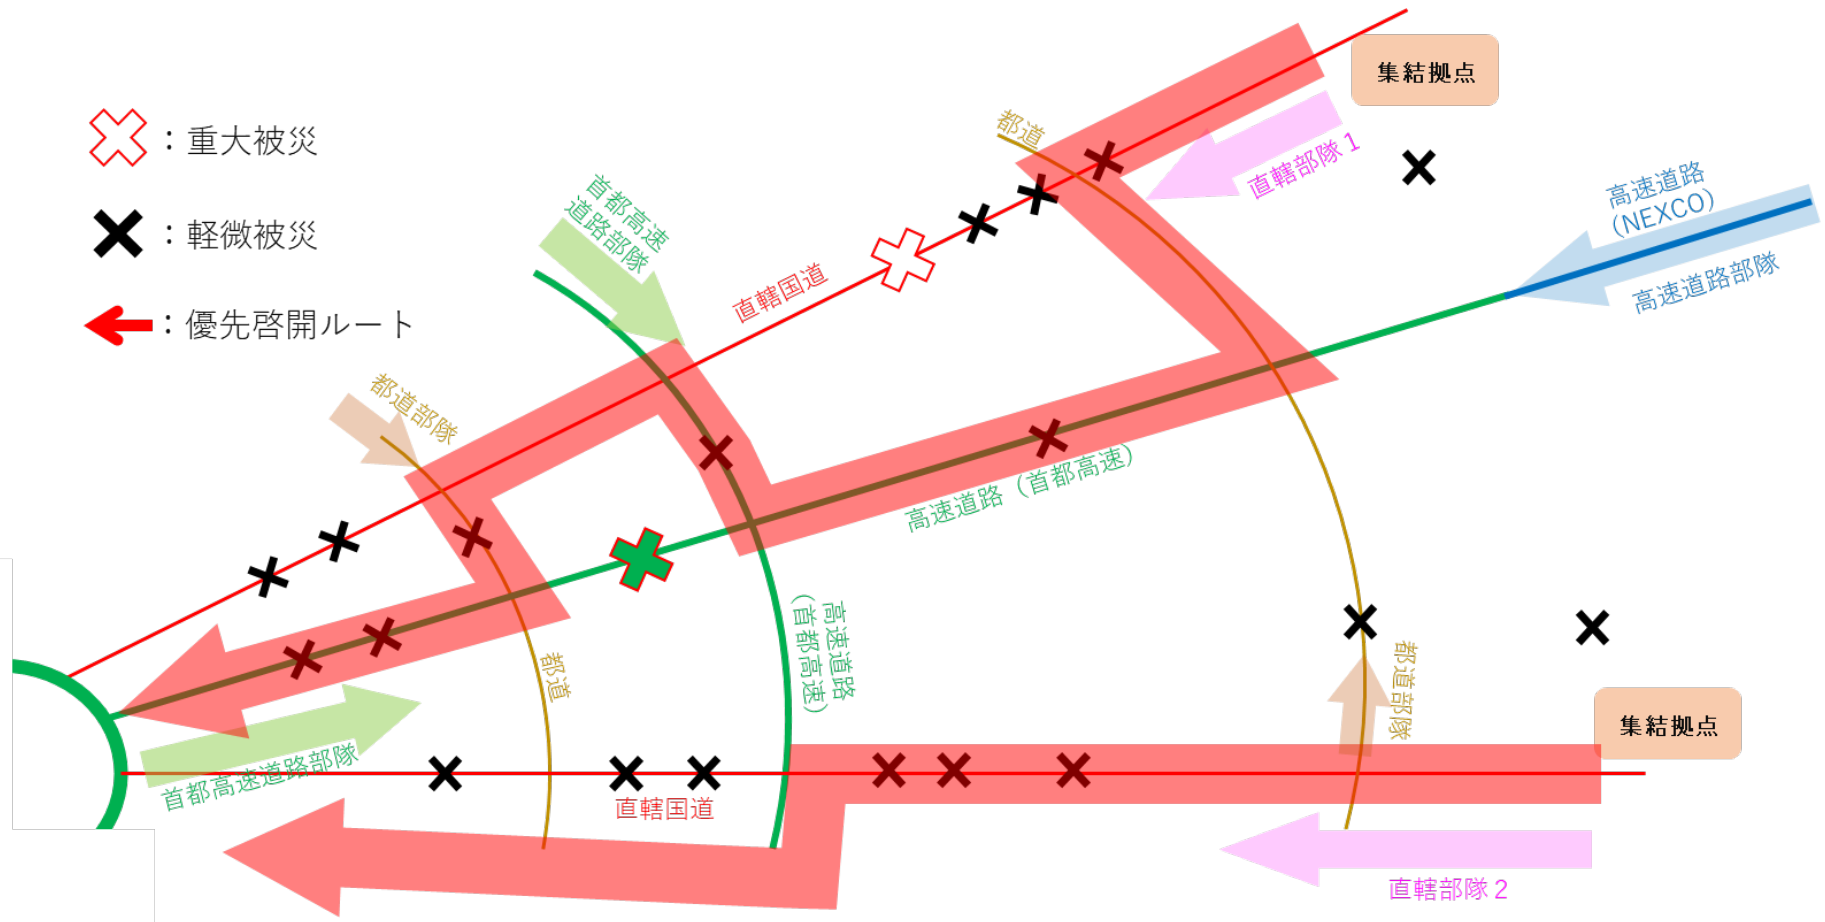 ：重大被災
：軽微被災
：優先啓開ルート
集結拠点
都道
直轄部隊１
高速道路
（NEXCO）
高速道路部隊
首都高速
道路部隊
直轄国道
都道部隊
高速道路（首都高速）
都道
高速道路
（首都高速）
都道部隊
集結拠点
首都高速道路部隊
直轄国道
直轄部隊２